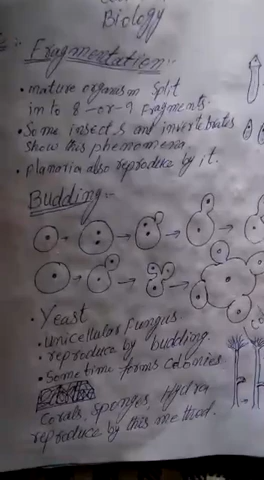 Biology
Fragmentation:-
• mature organism split
in to 8-or-9 fragments.
• Some insects and invertebrates
show this phenomena.
• planaria also reproduce by it.
Budding:-
• Yeast
• Unicellular fungus.
• reproduce by budding.
• Some time forms Colonies
Corals, Sponges, Hydra
reproduce by this method.